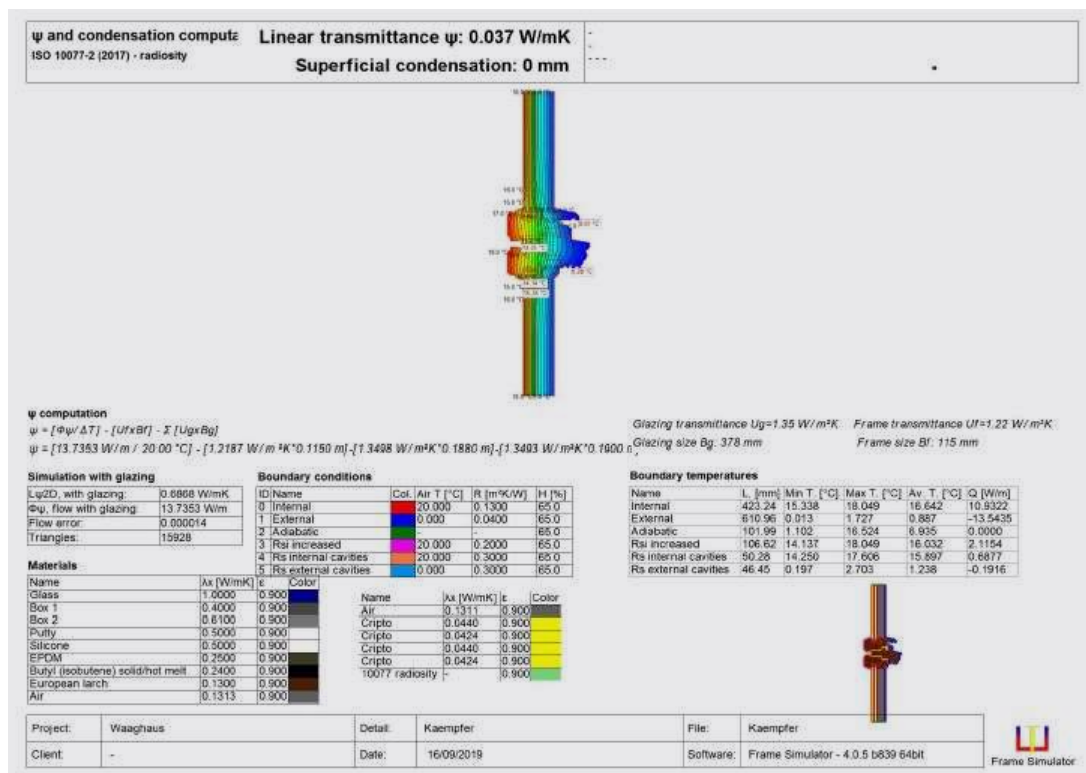 ψ and condensation computa
ISO 10077-2 (2017) - radiosity
Linear transmittance ψ: 0.037 W/mK
Superficial condensation: 0 mm
ψ computation
ψ = [Φψ/ΔT] - [UfxBf] - Σ [UgxBg]
ψ = [13.7353 W/m / 20.00 °C] - [1.2187 W/m²K*0.1150 m]-[1.3498 W/m²K*0.1880 m]-[1.3493 W/m²K*0.1900 m
Glazing transmittance Ug=1.35 W/m²K Frame transmittance Uf=1.22 W/m²K
Glazing size Bg: 378 mm Frame size Bf: 115 mm
Simulation with glazing
Lψ2D, with glazing: 0.6868 W/mK
Φψ, flow with glazing: 13.7353 W/m
Flow error: 0.000014
Triangles: 15928
Boundary conditions
ID Name Col. Air T [°C] R [m²K/W] H [%]
0 Internal 20.000 0.1300 65.0
1 External 0.000 0.0400 65.0
2 Adiabatic - - 65.0
3 Rsi increased 20.000 0.2000 65.0
4 Rs internal cavities 20.000 0.3000 65.0
5 Rs external cavities 0.000 0.3000 65.0
Boundary temperatures
Name L. [mm] Min T. [°C] Max T. [°C] Av. T. [°C] Q [W/m]
Internal 423.24 15.338 18.049 16.642 10.9322
External 610.96 0.013 1.727 0.887 -13.5435
Adiabatic 101.99 1.102 16.524 6.935 0.0000
Rsi increased 106.62 14.137 18.049 16.032 2.1154
Rs internal cavities 50.28 14.250 17.606 15.897 0.6877
Rs external cavities 46.45 0.197 2.703 1.238 -0.1916
Materials
Name λx [W/mK] ε Color
Glass 1.0000 0.900
Box 1 0.4000 0.900
Box 2 0.6100 0.900
Putty 0.5000 0.900
Silicone 0.5000 0.900
EPDM 0.2500 0.900
Butyl (isobutene) solid/hot melt 0.2400 0.900
European larch 0.1300 0.900
Air 0.1313 0.900
Name λx [W/mK] ε Color
Air 0.1311 0.900
Cripto 0.0440 0.900
Cripto 0.0424 0.900
Cripto 0.0440 0.900
Cripto 0.0424 0.900
10077 radiosity - 0.900
Project: Waaghaus Detail: Kaempfer File: Kaempfer
Client: - Date: 16/09/2019 Software: Frame Simulator - 4.0.5 b839 64bit
Frame Simulator